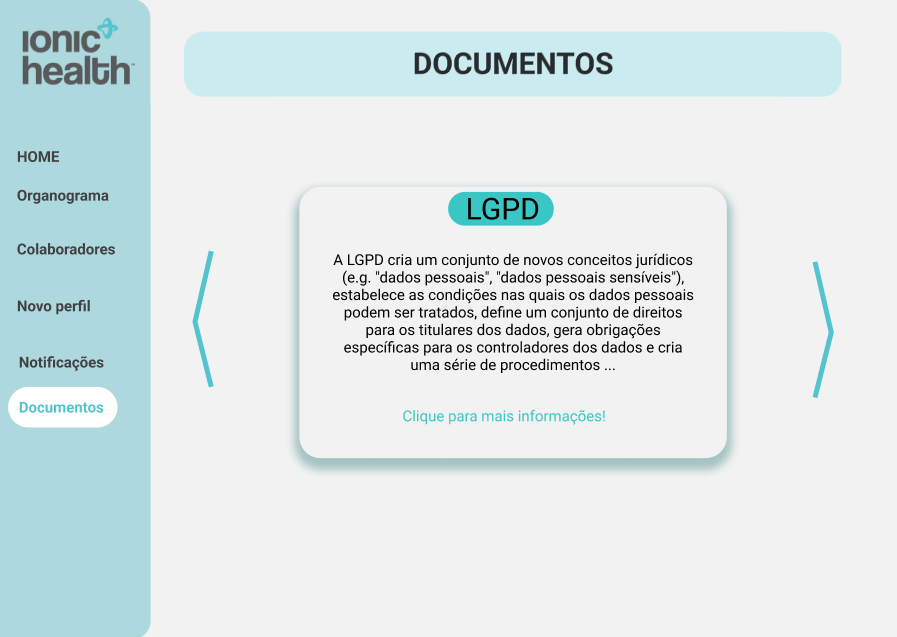 ionic
health™
HOME
Organograma
Colaboradores
Novo perfil
Notificações
Documentos
DOCUMENTOS
LGPD
A LGPD cria um conjunto de novos conceitos jurídicos
(e.g. "dados pessoais", "dados pessoais sensíveis"),
estabelece as condições nas quais os dados pessoais
podem ser tratados, define um conjunto de direitos
para os titulares dos dados, gera obrigações
específicas para os controladores dos dados e cria
uma série de procedimentos ...
Clique para mais informações!